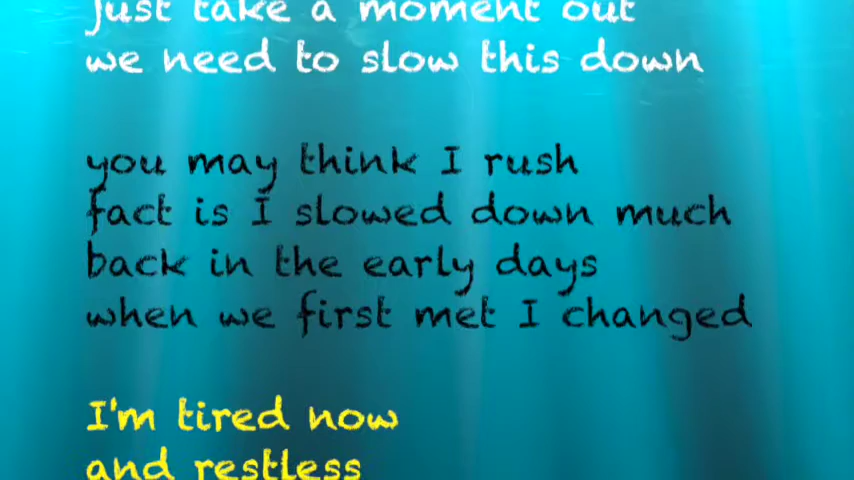 just take a moment out
we need to slow this down
you may think I rush
fact is I slowed down much
back in the early days
when we first met I changed
I'm tired now
and restless